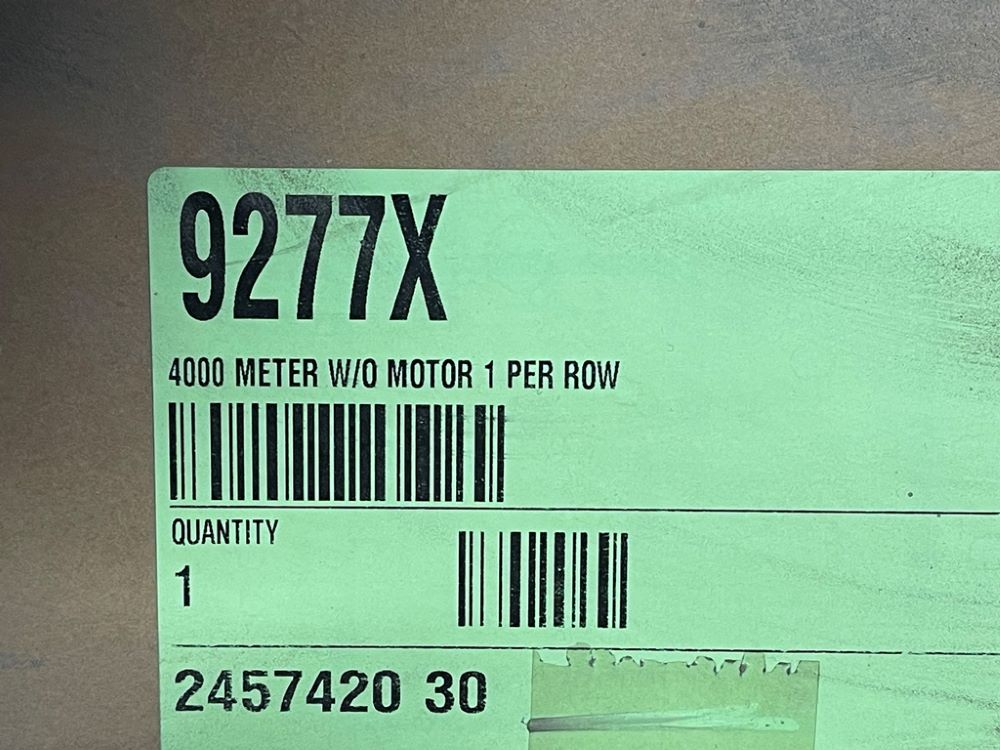 9277X
4000 METER W/O MOTOR 1 PER ROW
QUANTITY
1
2457420 30